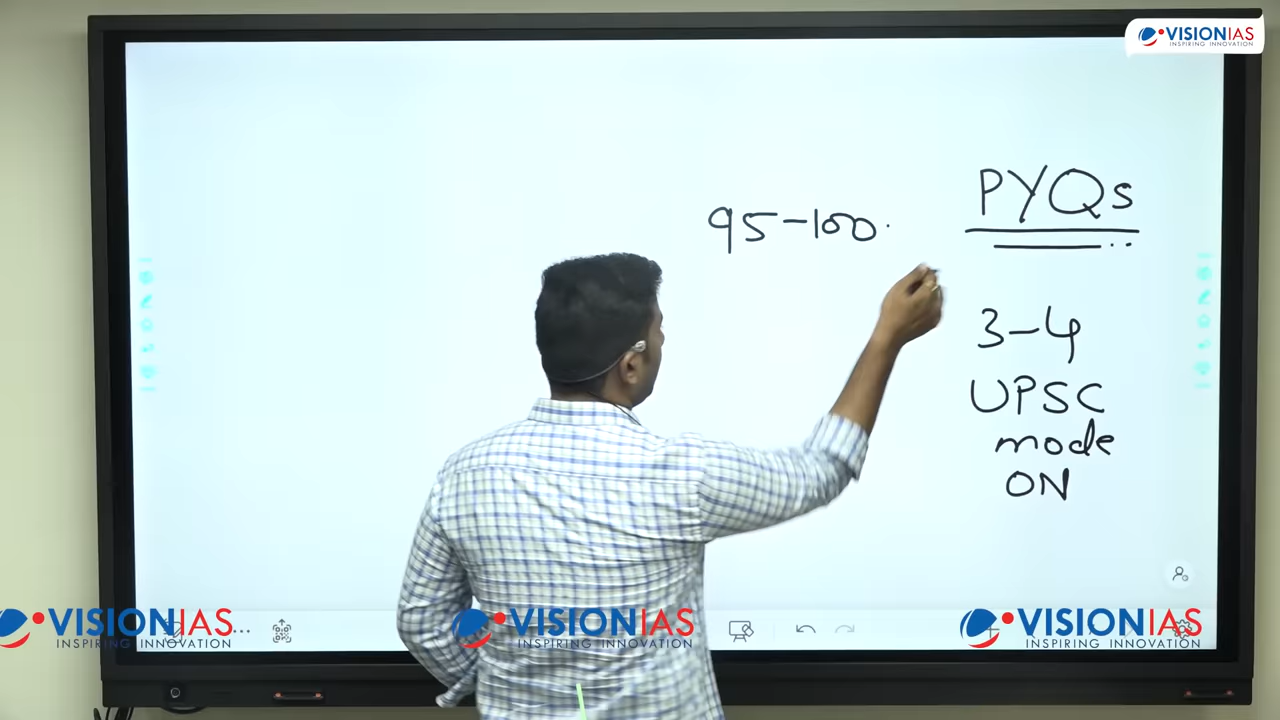 VISIONIAS
INSPIRING INNOVATION
PYQs
95-100.
3-4
UPSC
mode
ON
VISIONIAS
INSPIRING INNOVATION
VISIONIAS
INSPIRING INNOVATION
VISIONIAS
INSPIRING INNOVATION